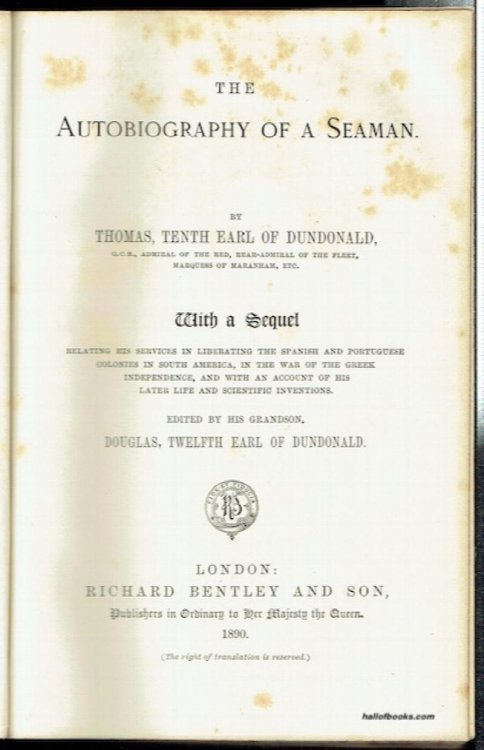 THE
AUTOBIOGRAPHY OF A SEAMAN.
BY
THOMAS, TENTH EARL OF DUNDONALD,
G.C.B., ADMIRAL OF THE RED, REAR-ADMIRAL OF THE FLEET,
MARQUESS OF MARANHAM, ETC.
With a Sequel
RELATING HIS SERVICES IN LIBERATING THE SPANISH AND PORTUGUESE
COLONIES IN SOUTH AMERICA, IN THE WAR OF THE GREEK
INDEPENDENCE, AND WITH AN ACCOUNT OF HIS
LATER LIFE AND SCIENTIFIC INVENTIONS.
EDITED BY HIS GRANDSON,
DOUGLAS, TWELFTH EARL OF DUNDONALD.
LONDON:
RICHARD BENTLEY AND SON,
Publishers in Ordinary to Her Majesty the Queen.
1890.
(The right of translation is reserved.)
hallofbooks.com